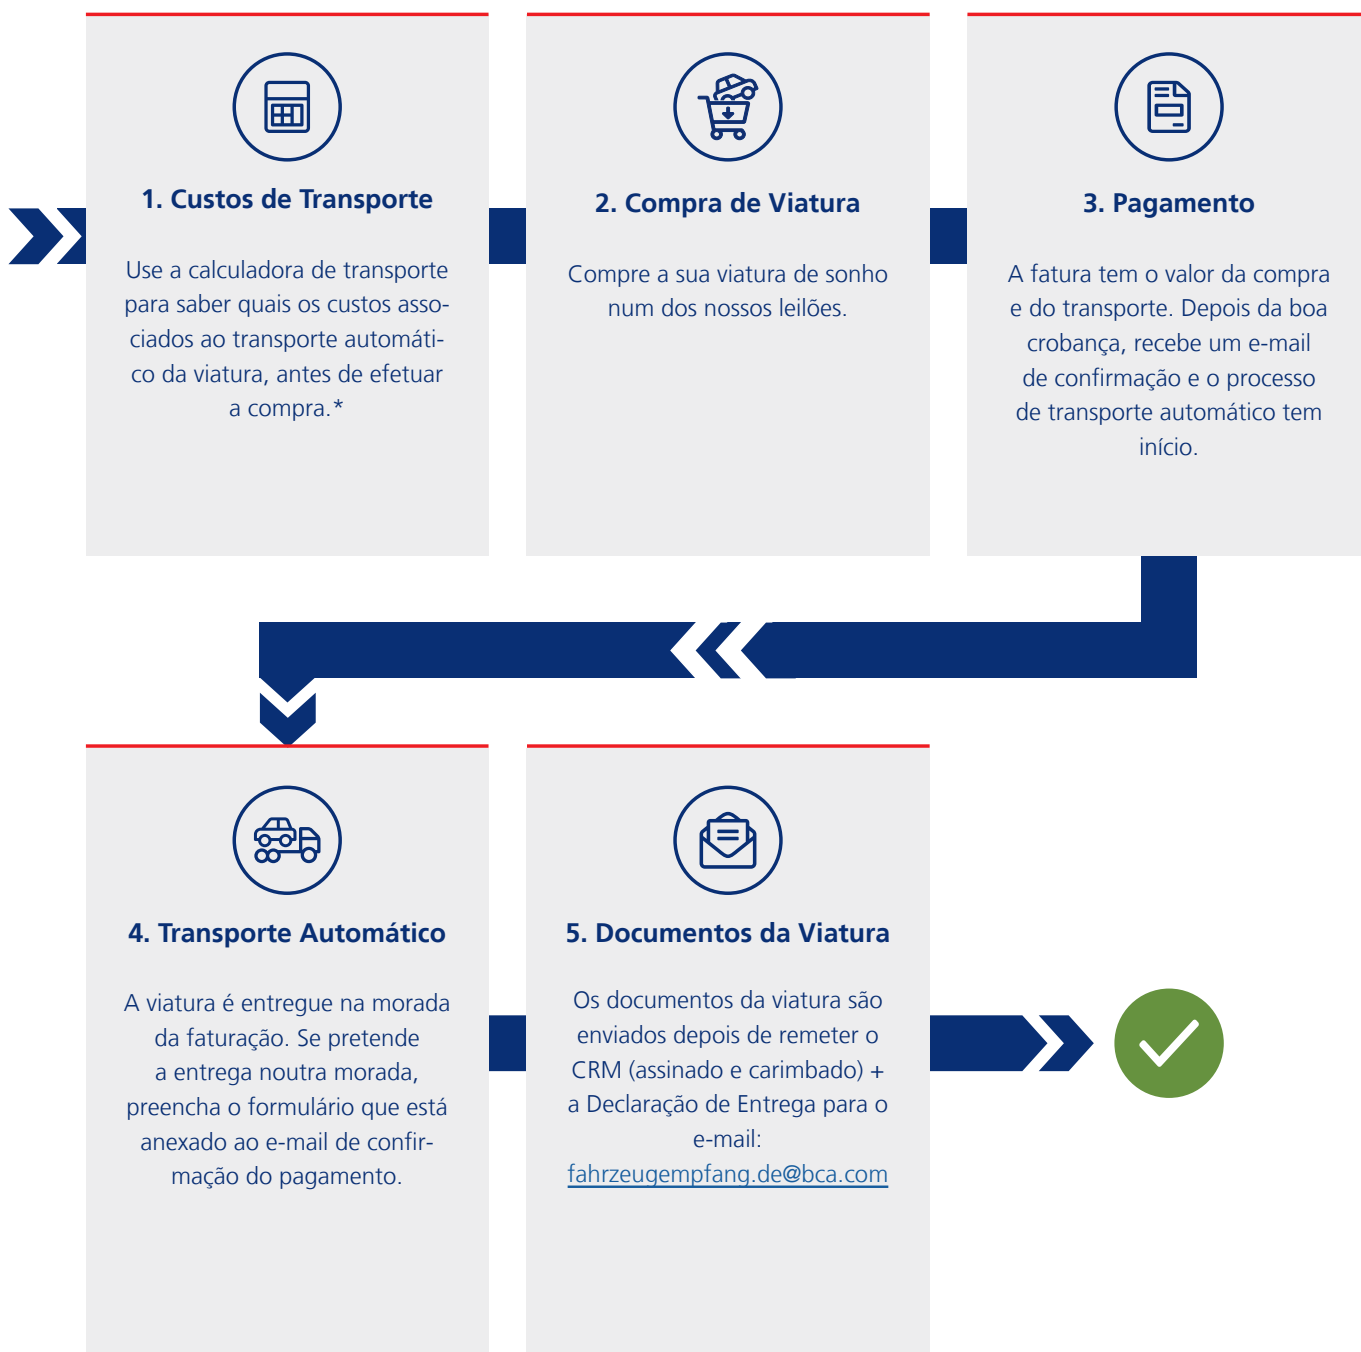 1. Custos de Transporte
Use a calculadora de transporte
para saber quais os custos asso-
ciados ao transporte automáti-
co da viatura, antes de efetuar
a compra.*
2. Compra de Viatura
Compre a sua viatura de sonho
num dos nossos leilões.
3. Pagamento
A fatura tem o valor da compra
e do transporte. Depois da boa
crobança, recebe um e-mail
de confirmação e o processo
de transporte automático tem
início.
4. Transporte Automático
A viatura é entregue na morada
da faturação. Se pretende
a entrega noutra morada,
preencha o formulário que está
anexado ao e-mail de confir-
mação do pagamento.
5. Documentos da Viatura
Os documentos da viatura são
enviados depois de remeter o
CRM (assinado e carimbado) +
a Declaração de Entrega para o
e-mail:
fahrzeugempfang.de@bca.com